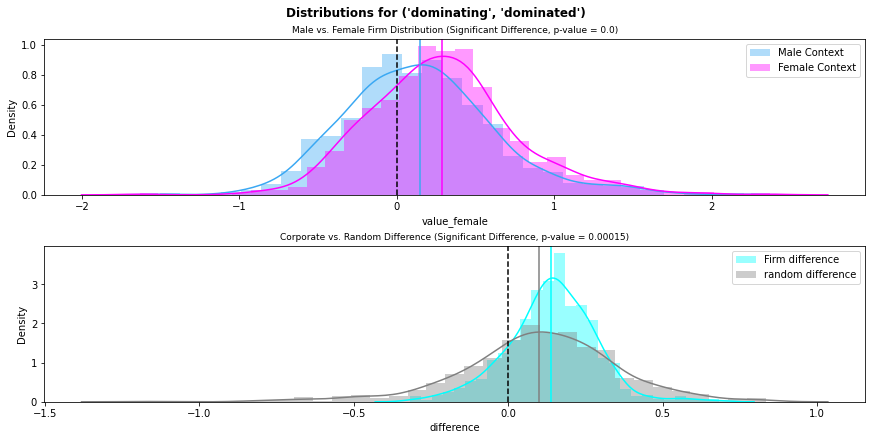 Distributions for ('dominating', 'dominated')
Male vs. Female Firm Distribution (Significant Difference, p-value = 0.0)
1.0
0.8
0.6
0.4
0.2
0.0
Density
Male Context
Female Context
−2
−1
0
1
2
value_female
Corporate vs. Random Difference (Significant Difference, p-value = 0.00015)
3
2
1
0
Density
Firm difference
random difference
−1.5
−1.0
−0.5
0.0
0.5
1.0
difference